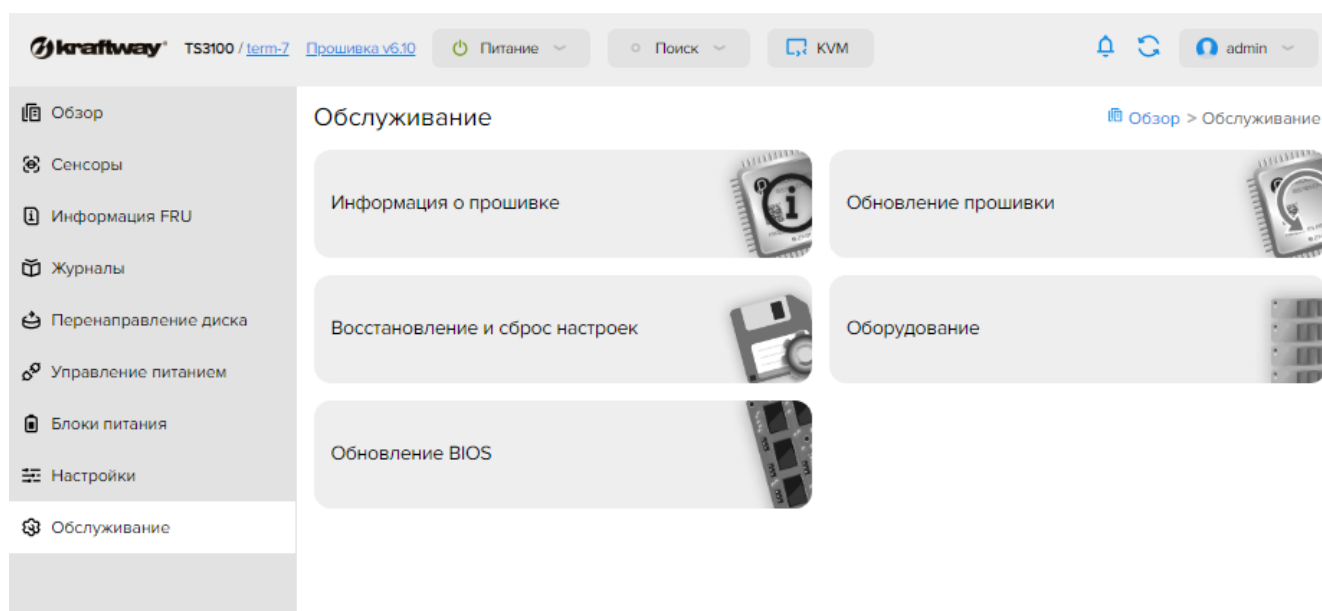 kraftway TS3100 / term-7 Прошивка v6.10 Питание Поиск KVM admin
Обзор
Сенсоры
Информация FRU
Журналы
Перенаправление диска
Управление питанием
Блоки питания
Настройки
Обслуживание
Обслуживание
Обзор > Обслуживание
Информация о прошивке
Обновление прошивки
Восстановление и сброс настроек
Оборудование
Обновление BIOS